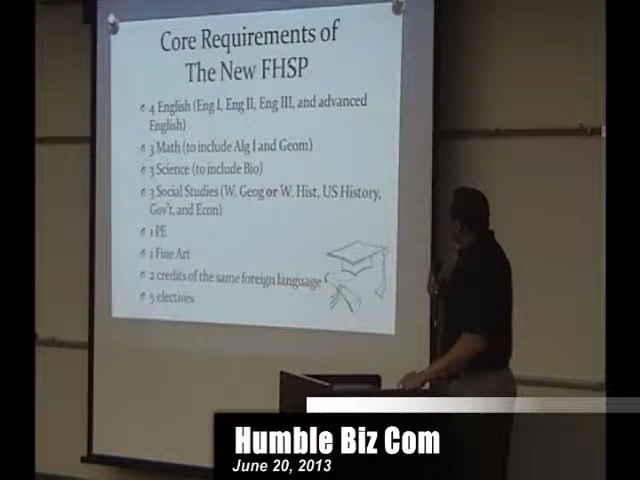 Core Requirements of
The New FHSP
4 English (Eng I, Eng II, Eng III, and advanced
English)
3 Math (to include Alg I and Geom)
3 Science (to include Bio)
3 Social Studies (W. Geog or W. Hist, US History,
Gov't, and Econ)
1 PE
1 Fine Art
2 credits of the same foreign language
5 electives
Humble Biz Com
June 20, 2013